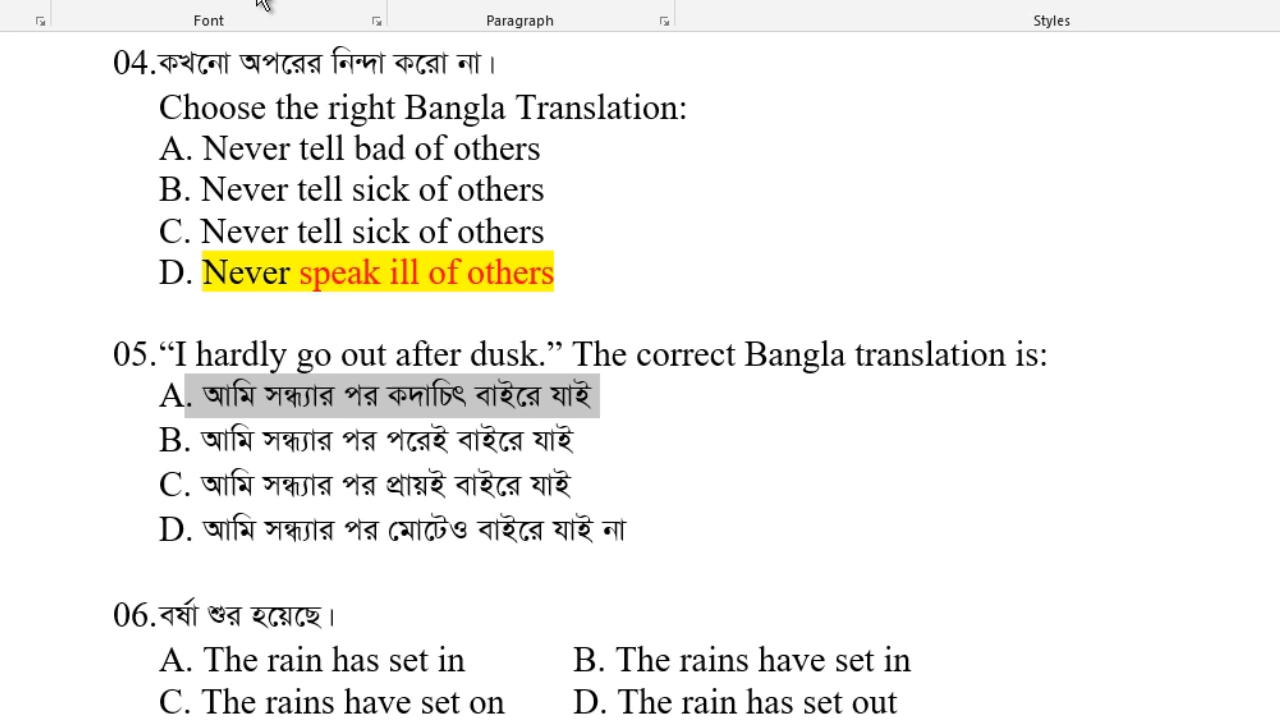 Font Paragraph Styles
04.কখনো অপরের নিন্দা করো না।
Choose the right Bangla Translation:
A. Never tell bad of others
B. Never tell sick of others
C. Never tell sick of others
D. Never speak ill of others
05.“I hardly go out after dusk.” The correct Bangla translation is:
A. আমি সন্ধ্যার পর কদাচিৎ বাইরে যাই
B. আমি সন্ধ্যার পর পরেই বাইরে যাই
C. আমি সন্ধ্যার পর প্রায়ই বাইরে যাই
D. আমি সন্ধ্যার পর মোটেও বাইরে যাই না
06.বর্ষা শুর হয়েছে।
A. The rain has set in B. The rains have set in
C. The rains have set on D. The rain has set out